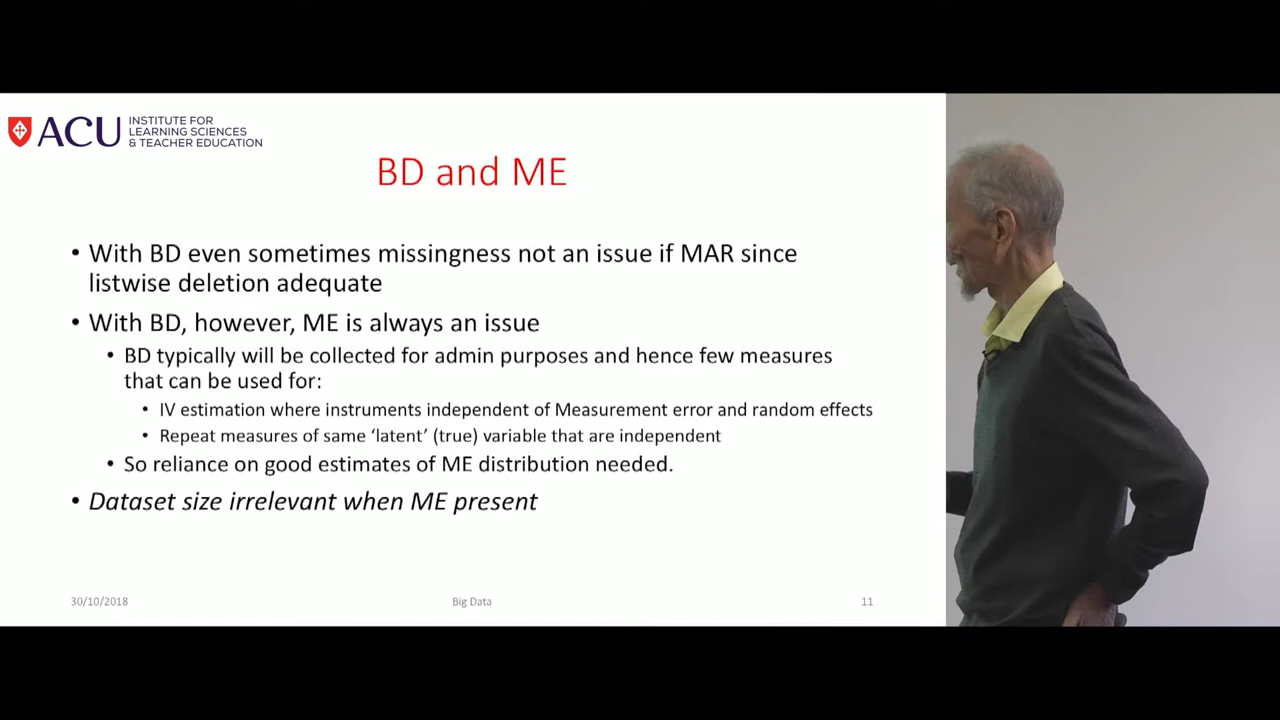 ACU
INSTITUTE FOR
LEARNING SCIENCES
& TEACHER EDUCATION
BD and ME
• With BD even sometimes missingness not an issue if MAR since
listwise deletion adequate
• With BD, however, ME is always an issue
• BD typically will be collected for admin purposes and hence few measures
that can be used for:
• IV estimation where instruments independent of Measurement error and random effects
• Repeat measures of same ‘latent’ (true) variable that are independent
• So reliance on good estimates of ME distribution needed.
• Dataset size irrelevant when ME present
30/10/2018
Big Data
11